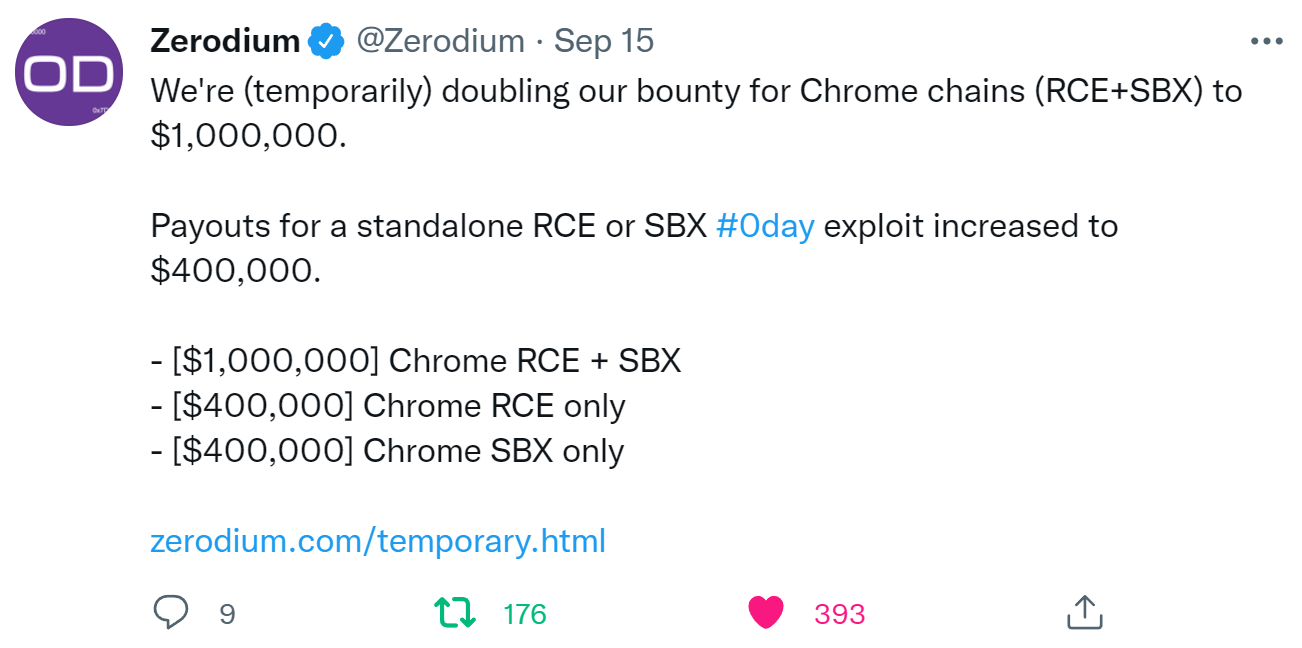 Zerodium @Zerodium · Sep 15
We're (temporarily) doubling our bounty for Chrome chains (RCE+SBX) to
$1,000,000.
Payouts for a standalone RCE or SBX #0day exploit increased to
$400,000.
- [$1,000,000] Chrome RCE + SBX
- [$400,000] Chrome RCE only
- [$400,000] Chrome SBX only
zerodium.com/temporary.html
9 176 393